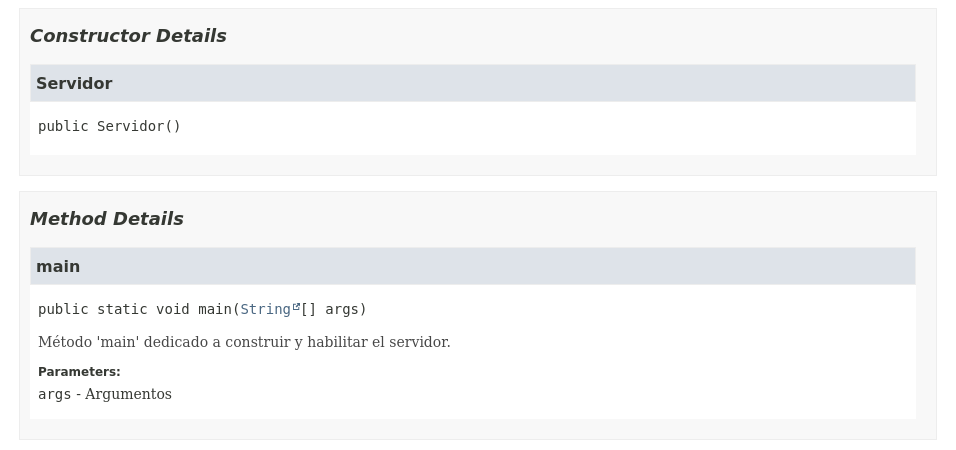 Constructor Details
Servidor
public Servidor()
Method Details
main
public static void main(String[] args)
Método 'main' dedicado a construir y habilitar el servidor.
Parameters:
args - Argumentos